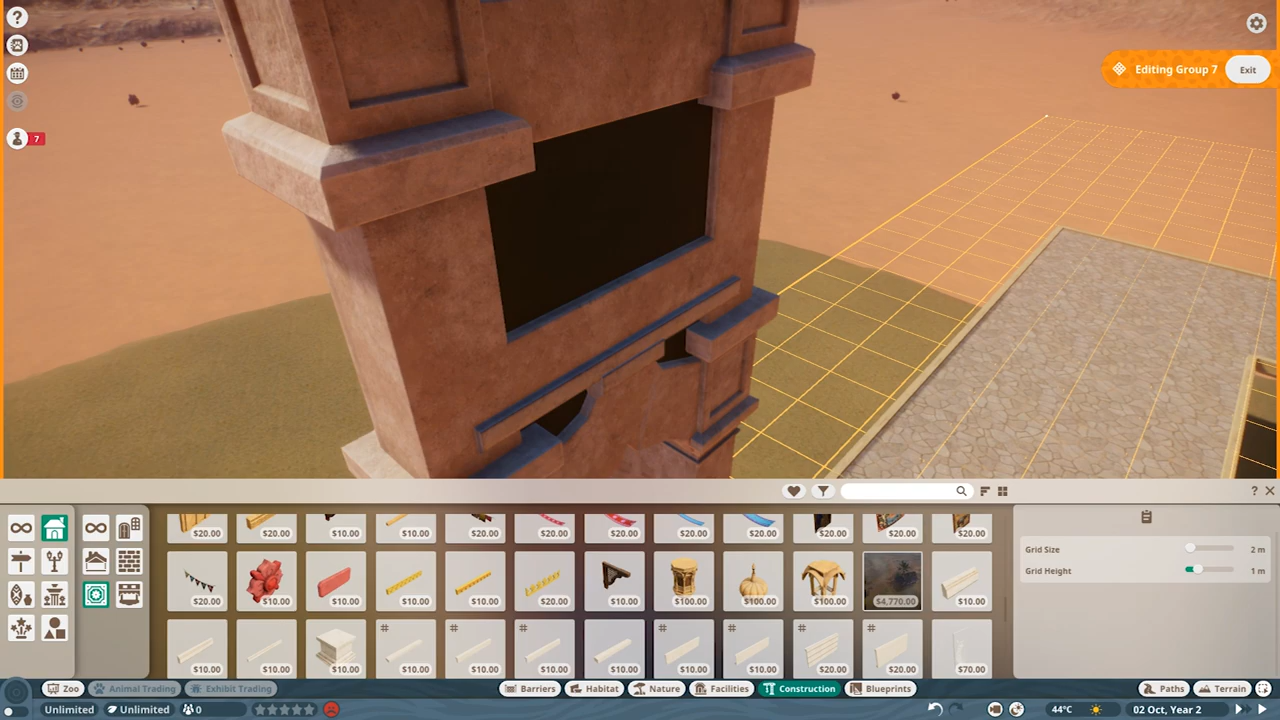 ?
Editing Group 7
Exit
7
? ×
$20.00 $20.00 $10.00 $10.00 $20.00 $20.00 $10.00 $20.00 $20.00 $20.00 $20.00 $20.00
$20.00 $10.00 $10.00 $10.00 $10.00 $20.00 $10.00 $100.00 $100.00 $100.00 $4,770.00 $10.00
# # # # # # #
$10.00 $10.00 $10.00 $10.00 $10.00 $10.00 $10.00 $10.00 $10.00 $20.00 $20.00 $70.00
Grid Size 2 m
Grid Height 1 m
Zoo Animal Trading Exhibit Trading Barriers Habitat Nature Facilities Construction Blueprints Paths Terrain
Unlimited Unlimited 0 44°C 02 Oct, Year 2